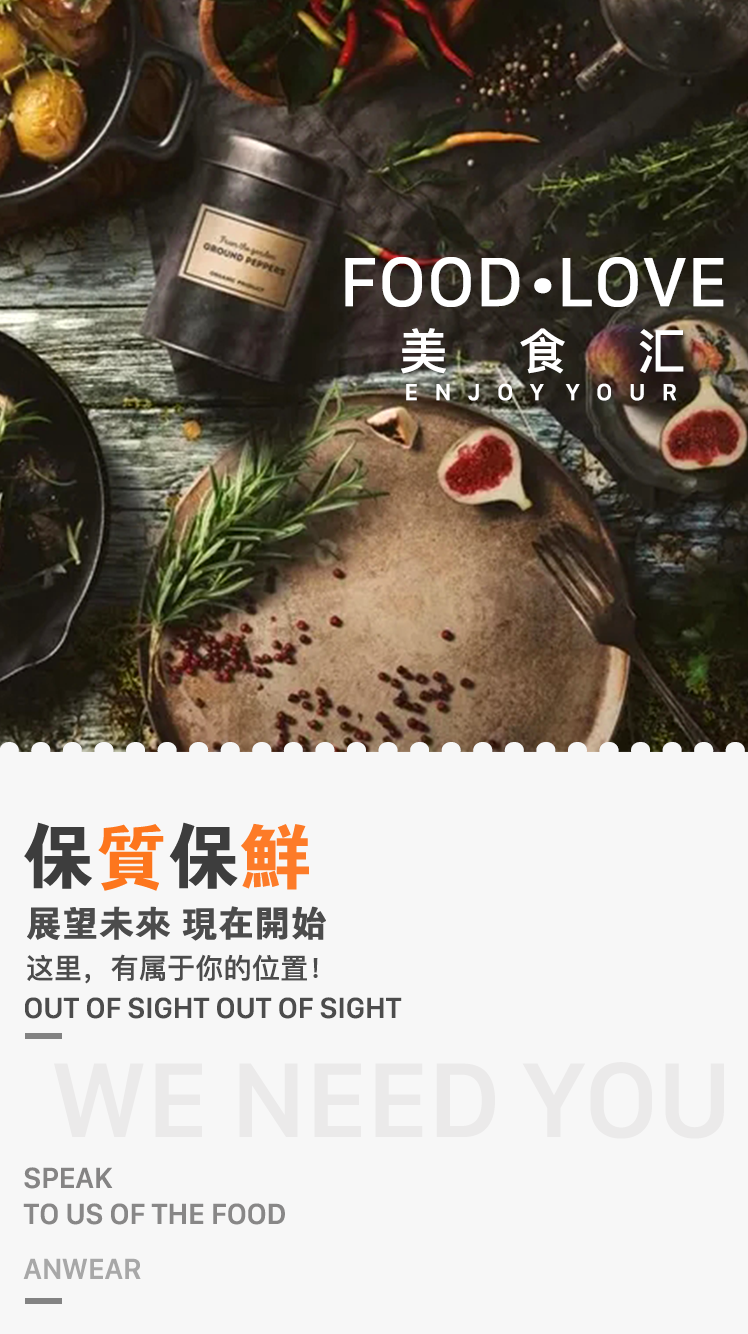 From the garden
GROUND PEPPERS
ORGANIC PRODUCT
FOOD•LOVE
美食汇
ENJOYYOUR
保質保鮮
展望未來 現在開始
这里，有属于你的位置！
OUT OF SIGHT OUT OF SIGHT
WE NEED YOU
SPEAK
TO US OF THE FOOD
ANWEAR